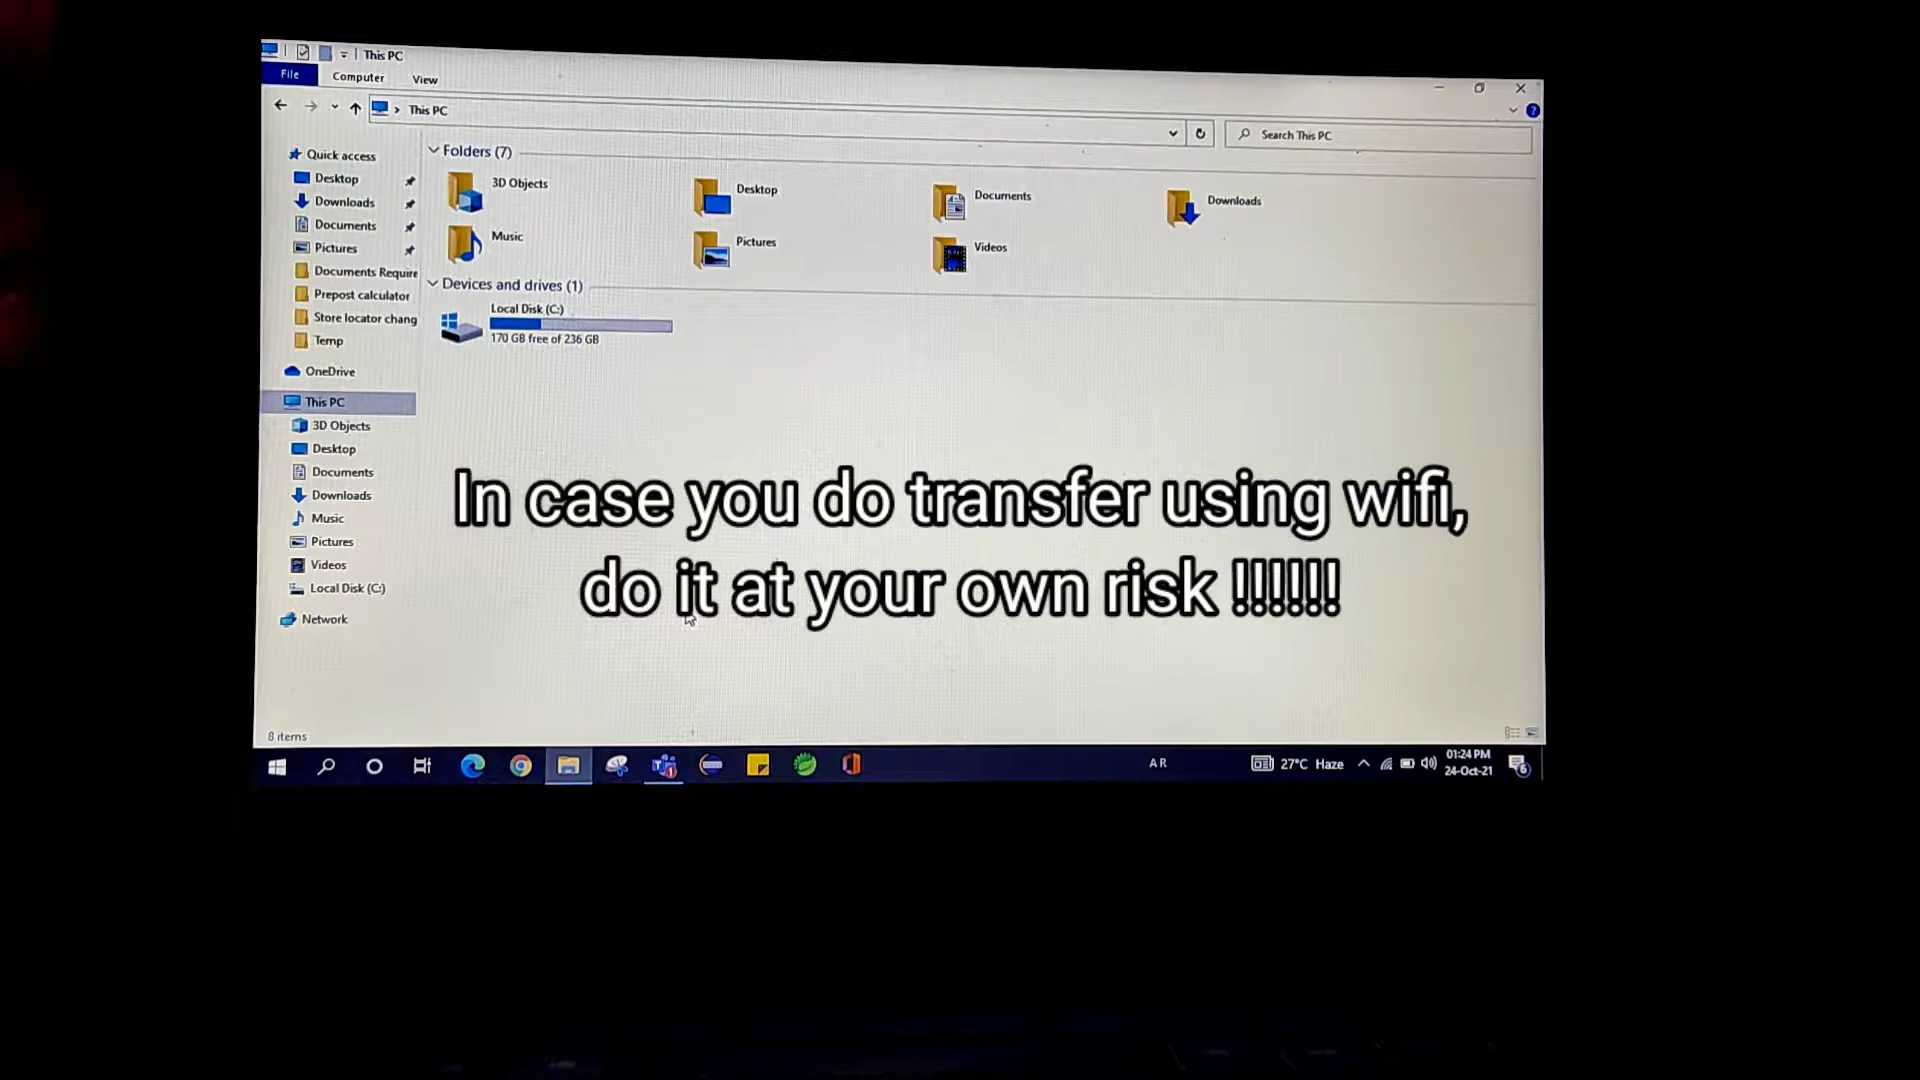 This PC
File Computer View
This PC
Search This PC
Quick access
Desktop
Downloads
Documents
Pictures
Documents Require
Prepost calculator
Store locator chang
Temp
OneDrive
This PC
3D Objects
Desktop
Documents
Downloads
Music
Pictures
Videos
Local Disk (C:)
Network
Folders (7)
3D Objects
Desktop
Documents
Downloads
Music
Pictures
Videos
Devices and drives (1)
Local Disk (C:)
170 GB free of 236 GB
In case you do transfer using wifi,
do it at your own risk !!!!!!
8 items
AR
27°C Haze
01:24 PM
24-Oct-21
6